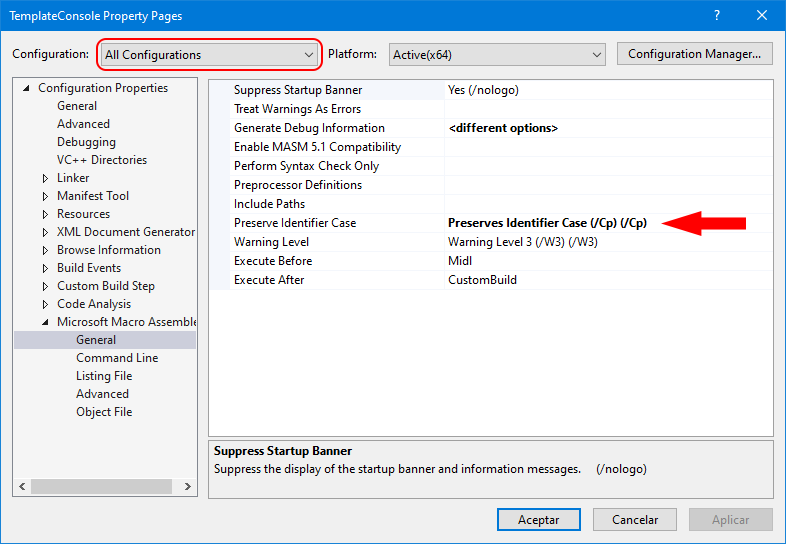 TemplateConsole Property Pages
Configuration: All Configurations Platform: Active(x64) Configuration Manager...
Configuration Properties
General
Advanced
Debugging
VC++ Directories
Linker
Manifest Tool
Resources
XML Document Generator
Browse Information
Build Events
Custom Build Step
Code Analysis
Microsoft Macro Assemble
General
Command Line
Listing File
Advanced
Object File
Suppress Startup Banner Yes (/nologo)
Treat Warnings As Errors
Generate Debug Information <different options>
Enable MASM 5.1 Compatibility
Perform Syntax Check Only
Preprocessor Definitions
Include Paths
Preserve Identifier Case Preserves Identifier Case (/Cp) (/Cp)
Warning Level Warning Level 3 (/W3) (/W3)
Execute Before Midl
Execute After CustomBuild
Suppress Startup Banner
Suppress the display of the startup banner and information messages. (/nologo)
Aceptar Cancelar Aplicar